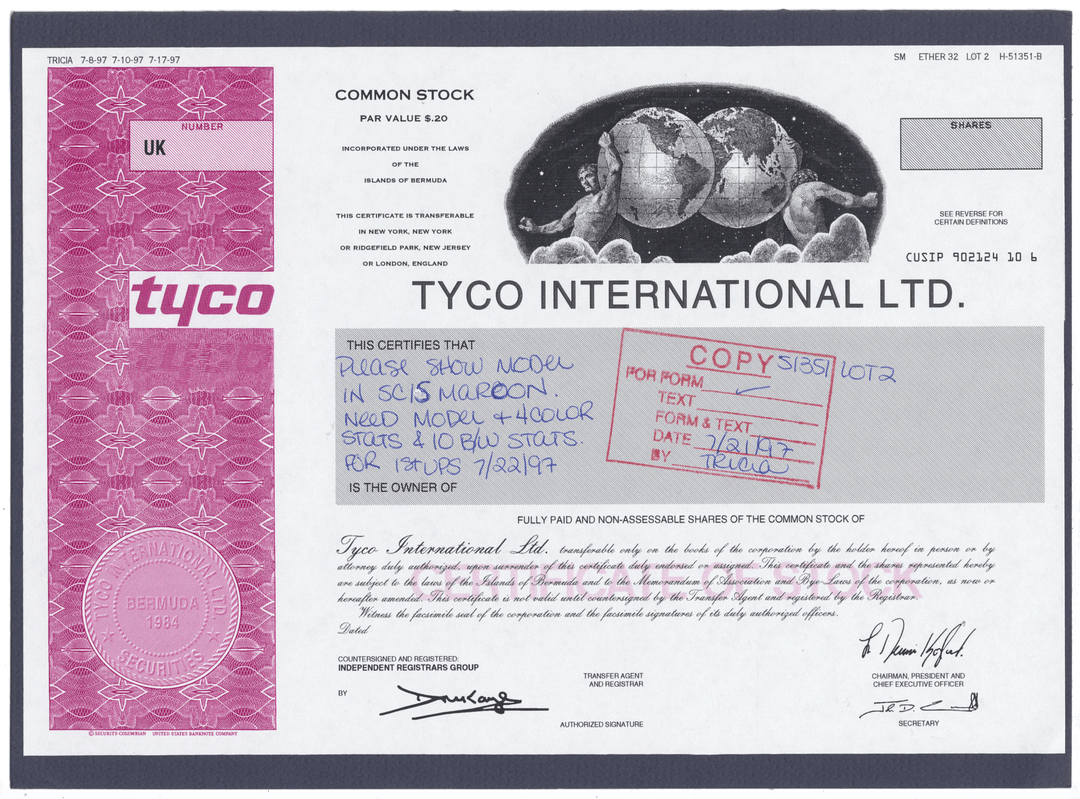 TRICIA 7-8-97 7-10-97 7-17-97
SM ETHER 32 LOT 2 H-51351-B
NUMBER
UK
COMMON STOCK
PAR VALUE $.20
INCORPORATED UNDER THE LAWS
OF THE
ISLANDS OF BERMUDA
THIS CERTIFICATE IS TRANSFERABLE
IN NEW YORK, NEW YORK
OR RIDGEFIELD PARK, NEW JERSEY
OR LONDON, ENGLAND
SHARES
SEE REVERSE FOR
CERTAIN DEFINITIONS
CUSIP 902124 10 6
tyco
TYCO INTERNATIONAL LTD.
THIS CERTIFIES THAT
PLEASE SHOW MODEL
IN SC15 MAROON.
NEED MODEL + 4 COLOR
STATS & 10 B/W STATS.
FOR 1st UPS 7/22/97
COPY 51351 LOT 2
FOR FORM ✓
TEXT
FORM & TEXT
DATE 7/21/97
BY TRICIA
IS THE OWNER OF
FULLY PAID AND NON-ASSESSABLE SHARES OF THE COMMON STOCK OF
Tyco International Ltd. transferable only on the books of the corporation by the holder hereof in person or by
attorney duly authorized, upon surrender of this certificate duly endorsed or assigned. This certificate and the shares represented hereby
are subject to the laws of the Islands of Bermuda and to the Memorandum of Association and Bye-Laws of the corporation, as now or
hereafter amended. This certificate is not valid until countersigned by the Transfer Agent and registered by the Registrar.
Witness the facsimile seal of the corporation and the facsimile signatures of its duly authorized officers.
Dated
TYCO INTERNATIONAL LTD.
BERMUDA
1984
SECURITIES
COUNTERSIGNED AND REGISTERED:
INDEPENDENT REGISTRARS GROUP
TRANSFER AGENT
AND REGISTRAR
BY
AUTHORIZED SIGNATURE
CHAIRMAN, PRESIDENT AND
CHIEF EXECUTIVE OFFICER
SECRETARY
© SECURITY-COLUMBIAN UNITED STATES BANKNOTE COMPANY